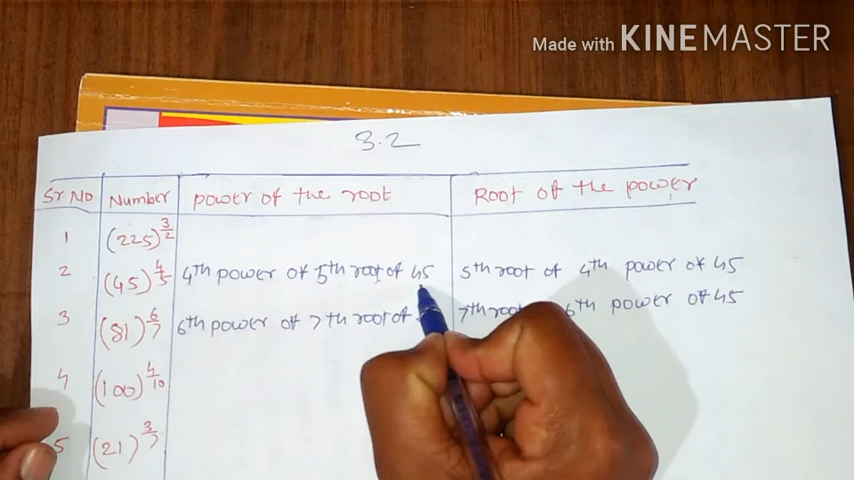 Made with KINEMASTER
3.2
Sr.No Number power of the root Root of the power
1 (225)^3/2
2 (45)^4/5 4th power of 5th root of 45 5th root of 4th power of 45
3 (81)^6/7 6th power of 7th root of 7th root 6th power of 45
4 (100)^4/10
5 (21)^3/7